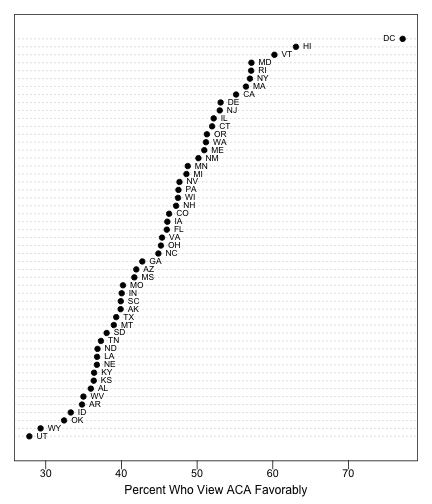 DC
HI
VT
MD
RI
NY
MA
CA
DE
NJ
IL
CT
OR
WA
ME
NM
MN
MI
NV
PA
WI
NH
CO
IA
FL
VA
OH
NC
GA
AZ
MS
MO
IN
SC
AK
TX
MT
SD
TN
ND
LA
NE
KY
KS
AL
WV
AR
ID
OK
WY
UT
30 40 50 60 70
Percent Who View ACA Favorably